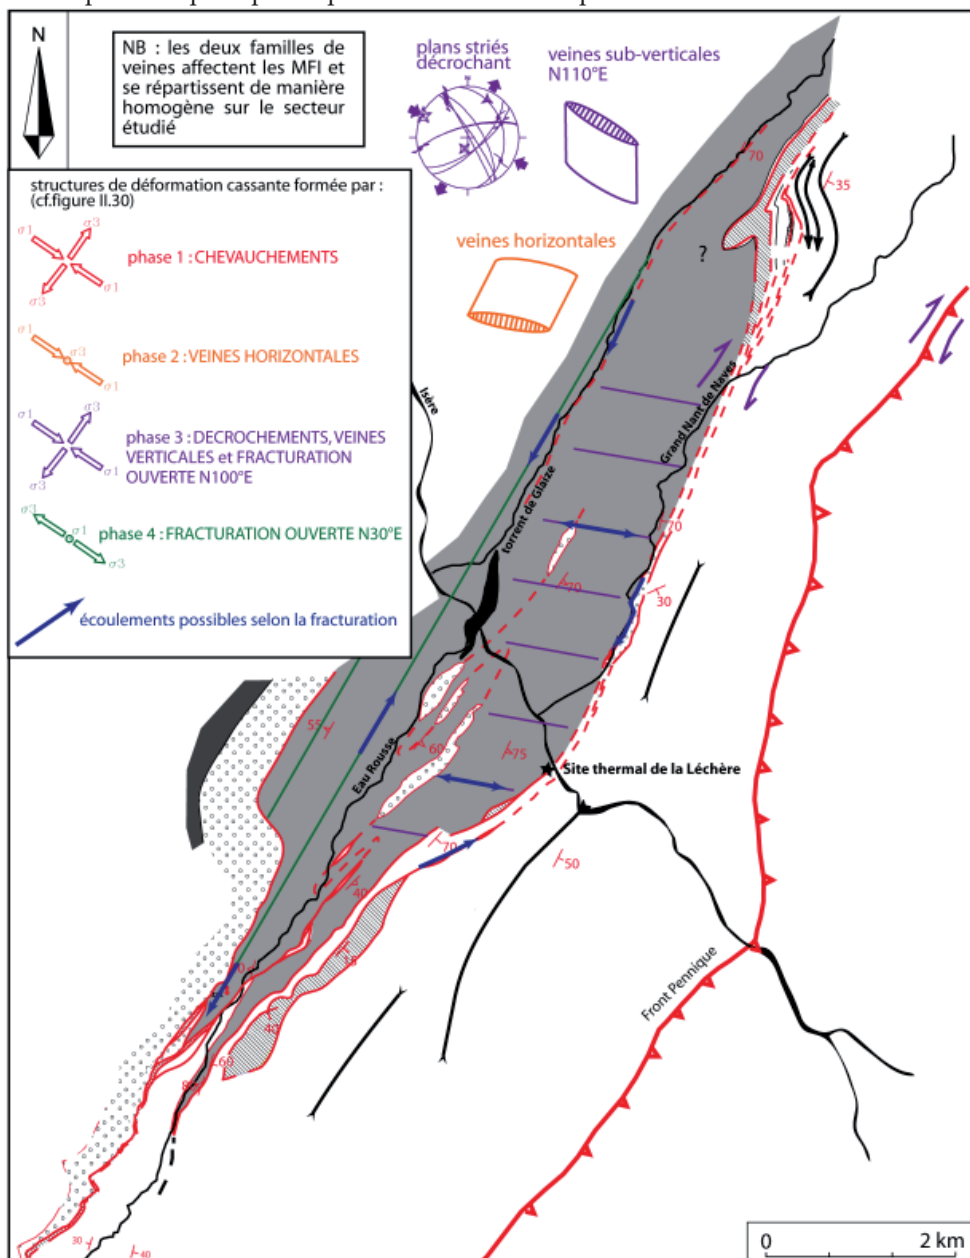 N
NB : les deux familles de
veines affectent les MFI et
se répartissent de manière
homogène sur le secteur
étudié
plans striés
décrochant
N
veines sub-verticales
N110°E
veines horizontales
structures de déformation cassante formée par :
(cf.figure II.30)
σ1
σ3
σ3
σ1
phase 1 : CHEVAUCHEMENTS
σ1
σ3
σ1
phase 2 : VEINES HORIZONTALES
σ1
σ3
σ3
σ1
phase 3 : DECROCHEMENTS, VEINES
VERTICALES et FRACTURATION
OUVERTE N100°E
σ3
σ1
σ3
phase 4 : FRACTURATION OUVERTE N30°E
écoulements possibles selon la fracturation
70
35
?
Isère
Grand Nant de Naves
torrent de Glaize
70
70
30
55
60
75
Eau Rousse
Site thermal de la Léchère
70
50
40
40
60
Front Pennique
30
40
0
2 km